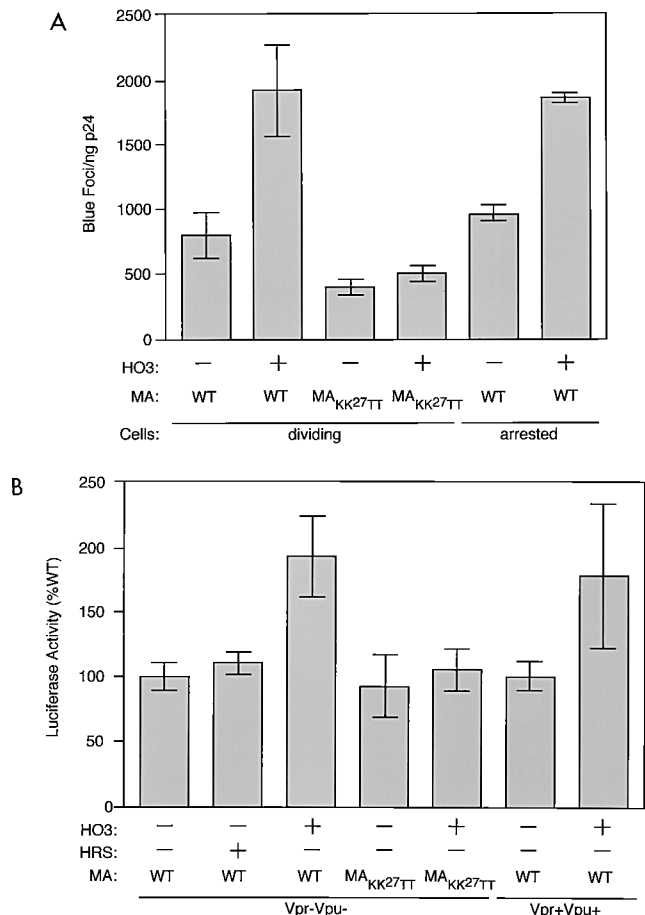 A
2500
2000
1500
1000
500
0
Blue Foci/ng p24
HO3: − + − + − +
MA: WT WT MAKK27TT MAKK27TT WT WT
Cells: dividing arrested
B
250
200
150
100
50
0
Luciferase Activity (%WT)
HO3: − − + − + − +
HRS: − + − − − − −
MA: WT WT WT MAKK27TT MAKK27TT WT WT
Vpr-Vpu- Vpr+Vpu+